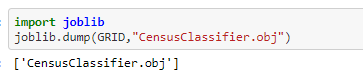 import joblib
joblib.dump(GRID,"CensusClassifier.obj")
['CensusClassifier.obj']